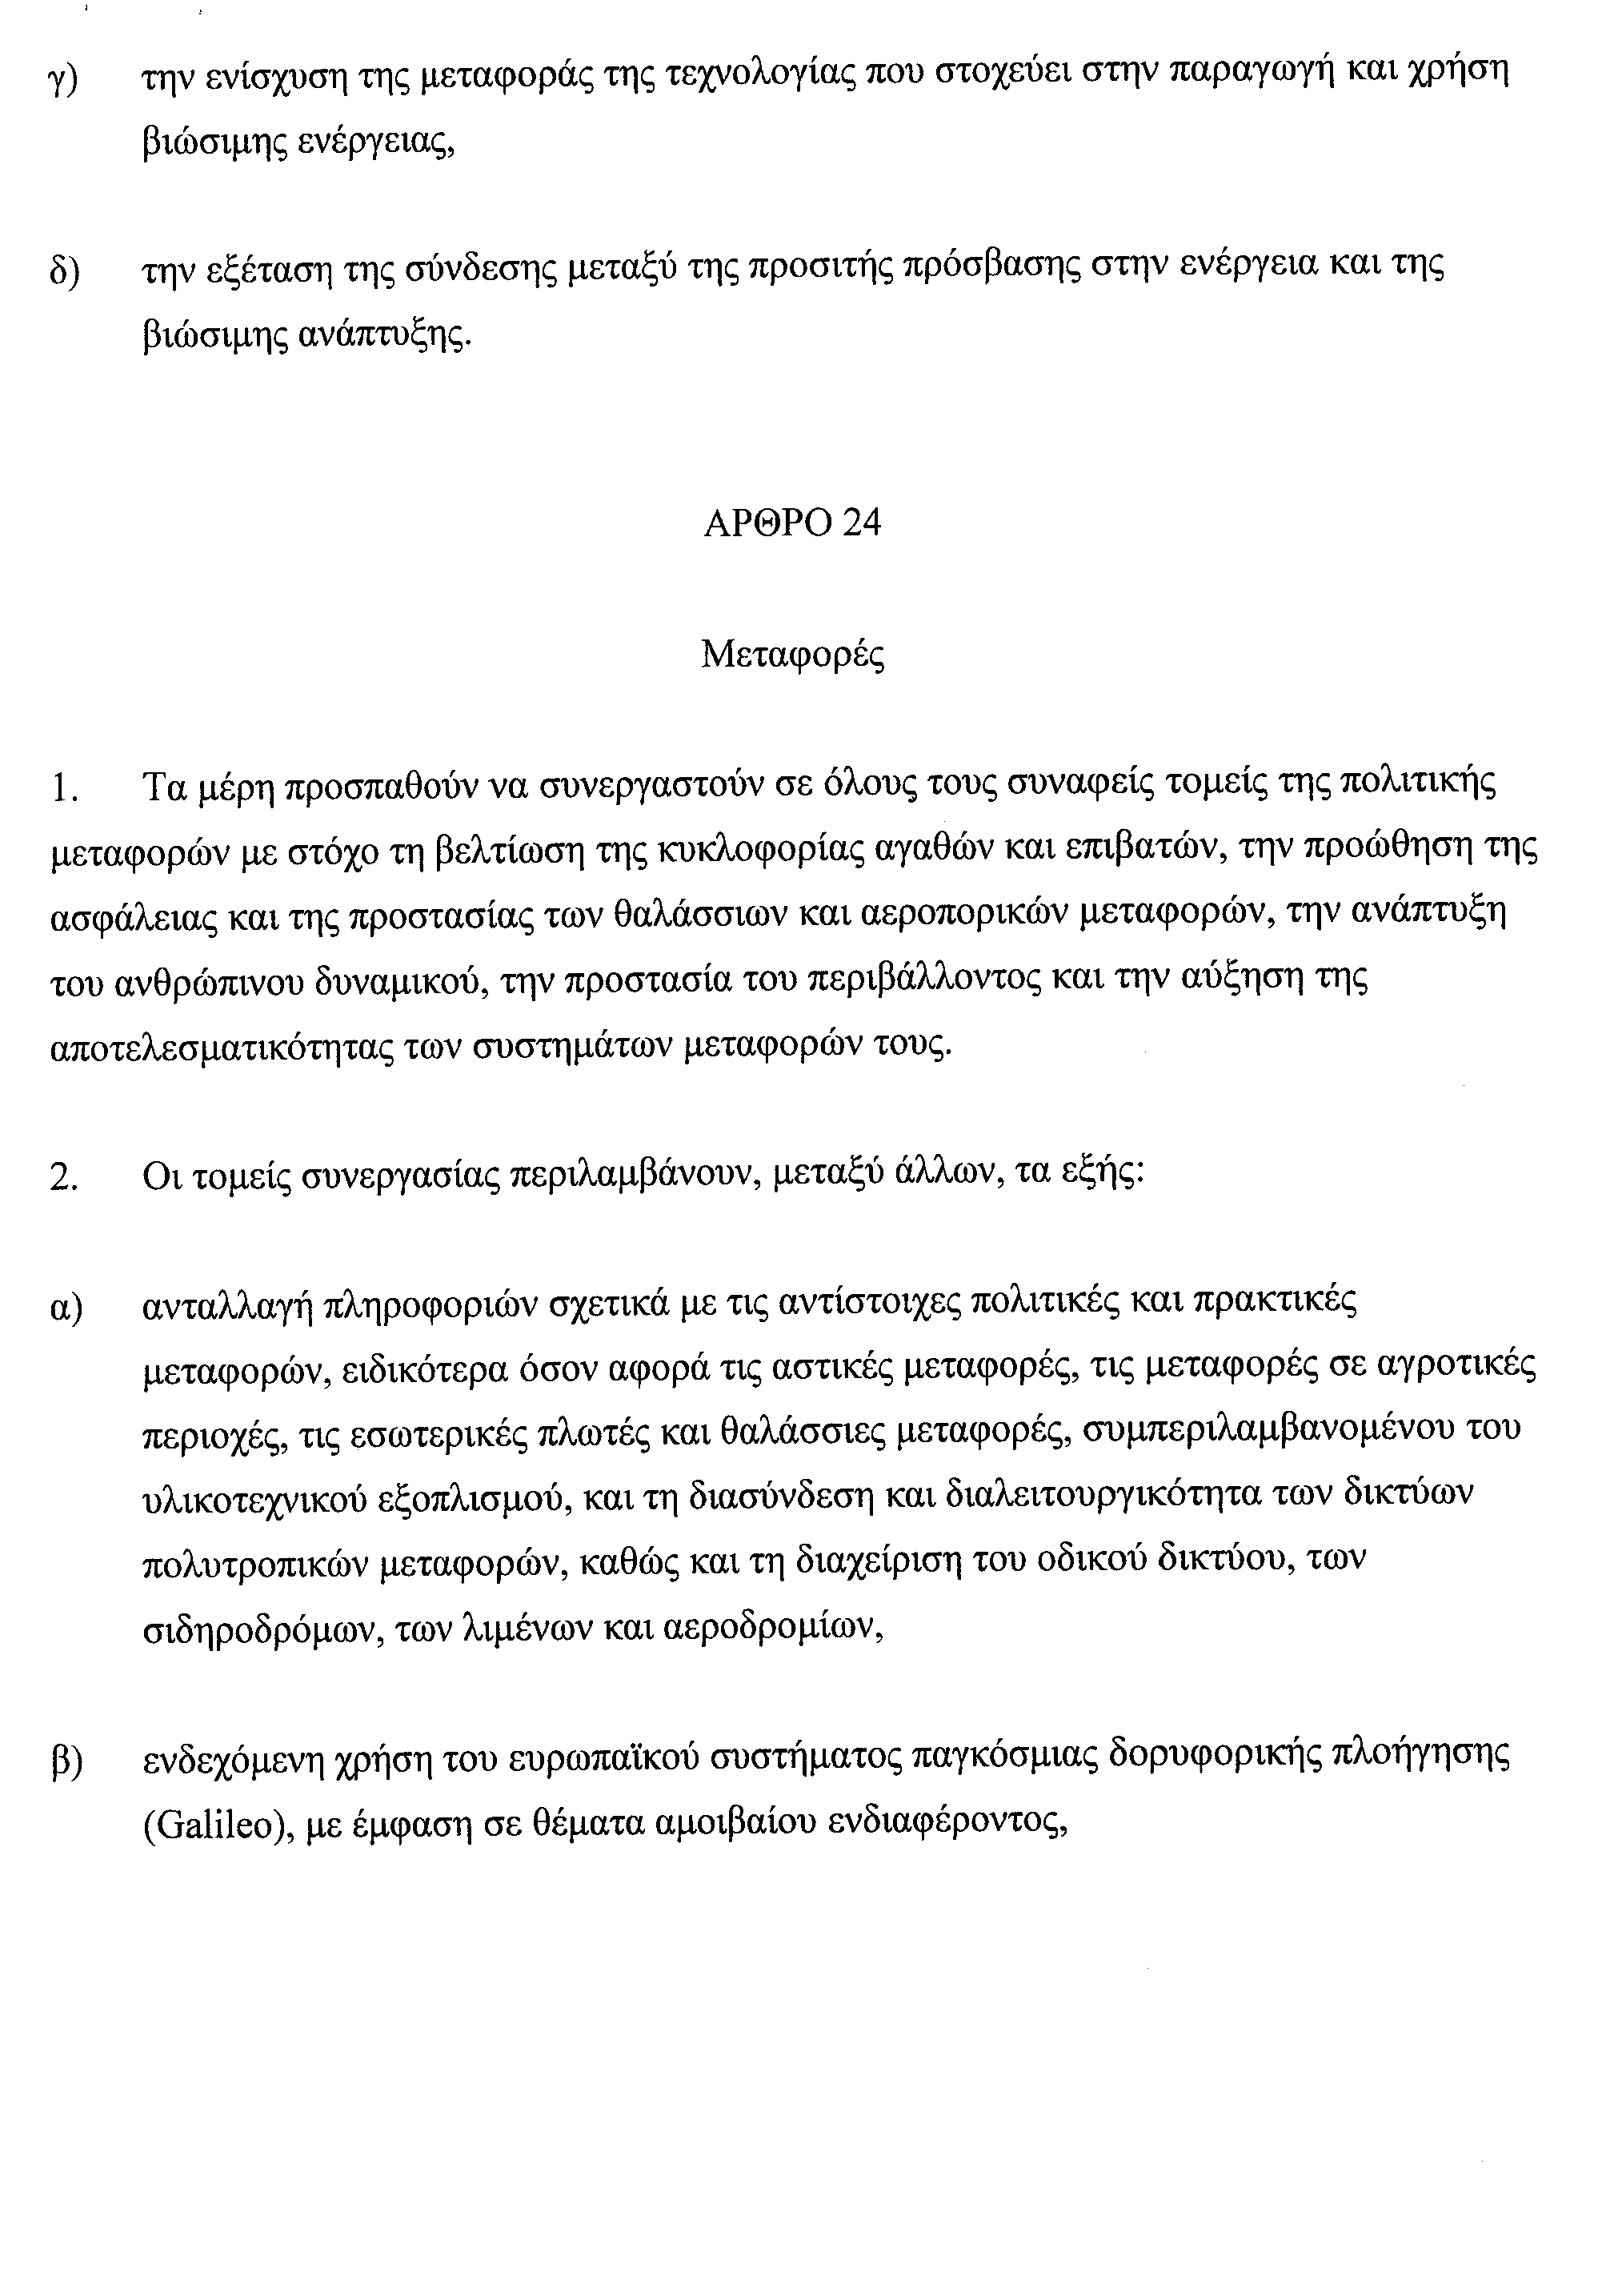 γ) την ενίσχυση της μεταφοράς της τεχνολογίας που στοχεύει στην παραγωγή και χρήση
βιώσιμης ενέργειας,
δ) την εξέταση της σύνδεσης μεταξύ της προσιτής πρόσβασης στην ενέργεια και της
βιώσιμης ανάπτυξης.
ΑΡΘΡΟ 24
Μεταφορές
1. Τα μέρη προσπαθούν να συνεργαστούν σε όλους τους συναφείς τομείς της πολιτικής
μεταφορών με στόχο τη βελτίωση της κυκλοφορίας αγαθών και επιβατών, την προώθηση της
ασφάλειας και της προστασίας των θαλάσσιων και αεροπορικών μεταφορών, την ανάπτυξη
του ανθρώπινου δυναμικού, την προστασία του περιβάλλοντος και την αύξηση της
αποτελεσματικότητας των συστημάτων μεταφορών τους.
2. Οι τομείς συνεργασίας περιλαμβάνουν, μεταξύ άλλων, τα εξής:
α) ανταλλαγή πληροφοριών σχετικά με τις αντίστοιχες πολιτικές και πρακτικές
μεταφορών, ειδικότερα όσον αφορά τις αστικές μεταφορές, τις μεταφορές σε αγροτικές
περιοχές, τις εσωτερικές πλωτές και θαλάσσιες μεταφορές, συμπεριλαμβανομένου του
υλικοτεχνικού εξοπλισμού, και τη διασύνδεση και διαλειτουργικότητα των δικτύων
πολυτροπικών μεταφορών, καθώς και τη διαχείριση του οδικού δικτύου, των
σιδηροδρόμων, των λιμένων και αεροδρομίων,
β) ενδεχόμενη χρήση του ευρωπαϊκού συστήματος παγκόσμιας δορυφορικής πλοήγησης
(Galileo), με έμφαση σε θέματα αμοιβαίου ενδιαφέροντος,